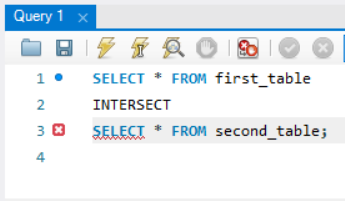 Query 1
1 SELECT * FROM first_table
2 INTERSECT
3 SELECT * FROM second_table;
4